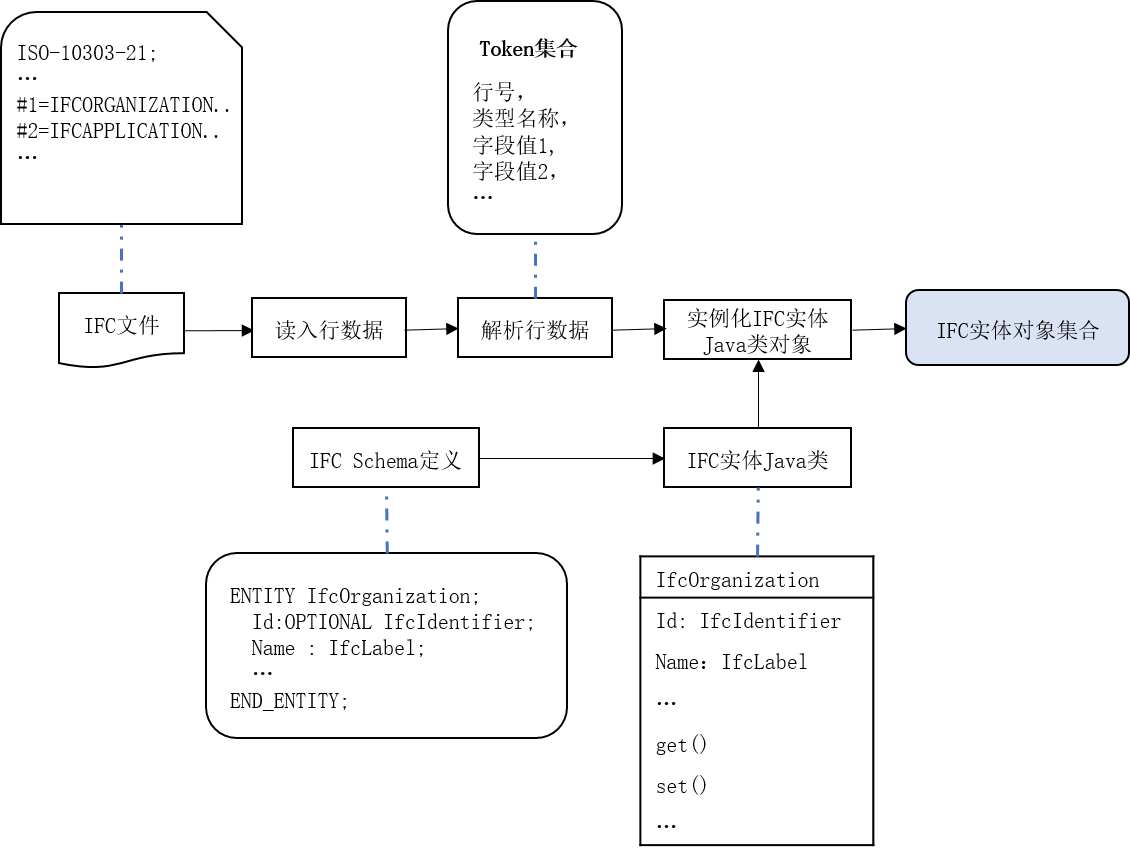 ISO-10303-21;
…
#1=IFCORGANIZATION..
#2=IFCAPPLICATION..
…
Token集合
行号，
类型名称，
字段值1,
字段值2，
…
IFC文件
读入行数据
解析行数据
实例化IFC实体
Java类对象
IFC实体对象集合
IFC Schema定义
IFC实体Java类
ENTITY IfcOrganization;
Id:OPTIONAL IfcIdentifier;
Name : IfcLabel;
…
END_ENTITY;
IfcOrganization
Id: IfcIdentifier
Name：IfcLabel
…
get()
set()
…